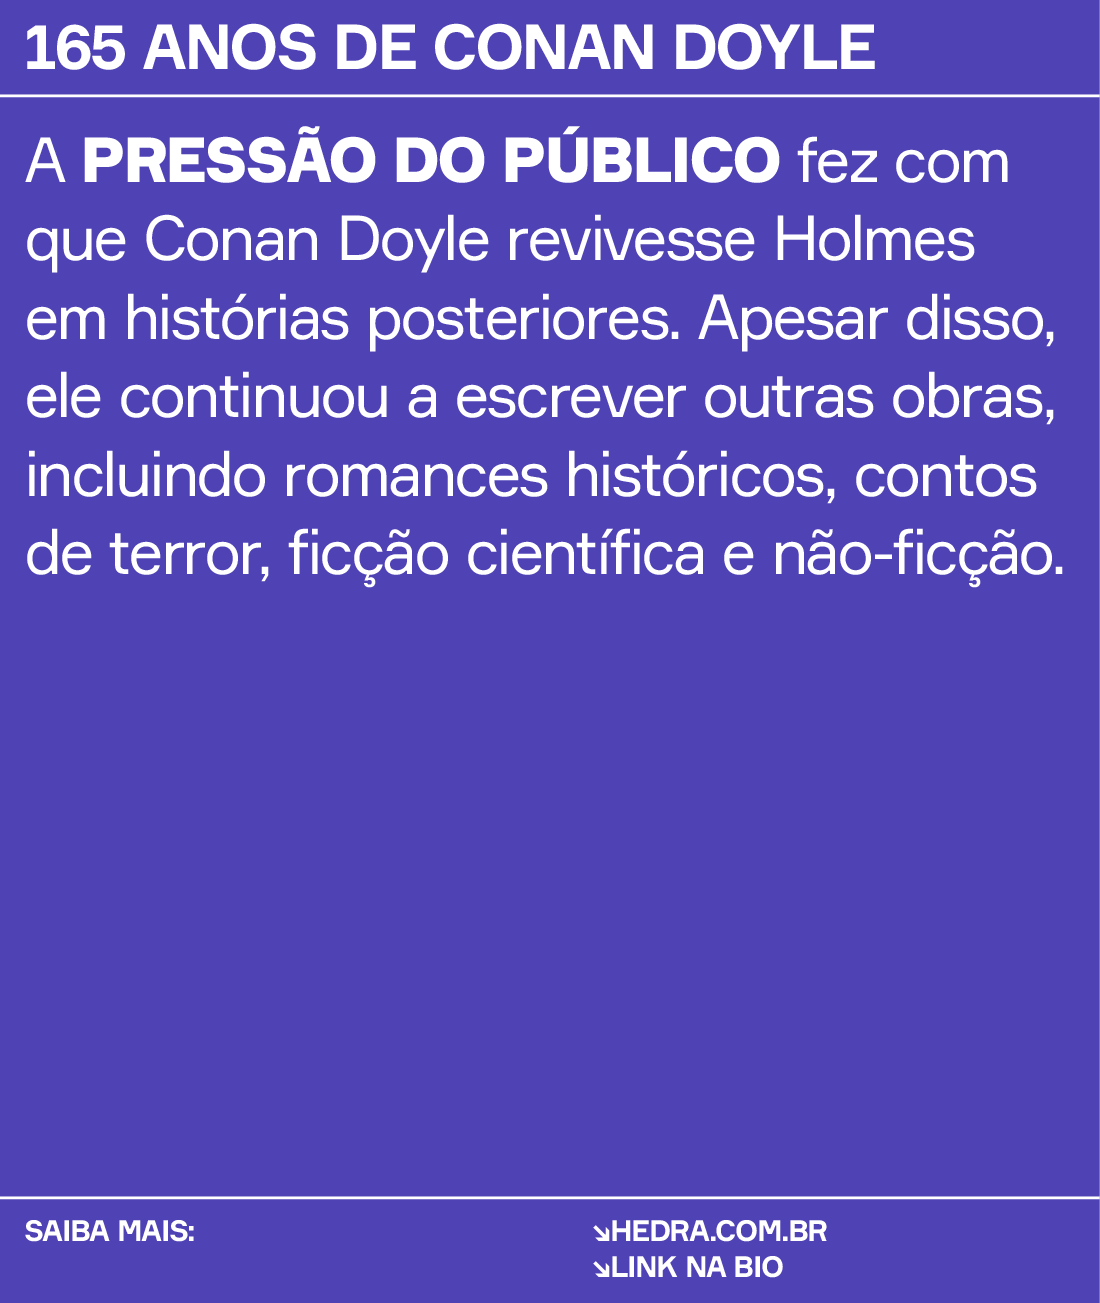 165 ANOS DE CONAN DOYLE
A PRESSÃO DO PÚBLICO fez com
que Conan Doyle revivesse Holmes
em histórias posteriores. Apesar disso,
ele continuou a escrever outras obras,
incluindo romances históricos, contos
de terror, ficção científica e não-ficção.
SAIBA MAIS:
↘HEDRA.COM.BR
↘LINK NA BIO